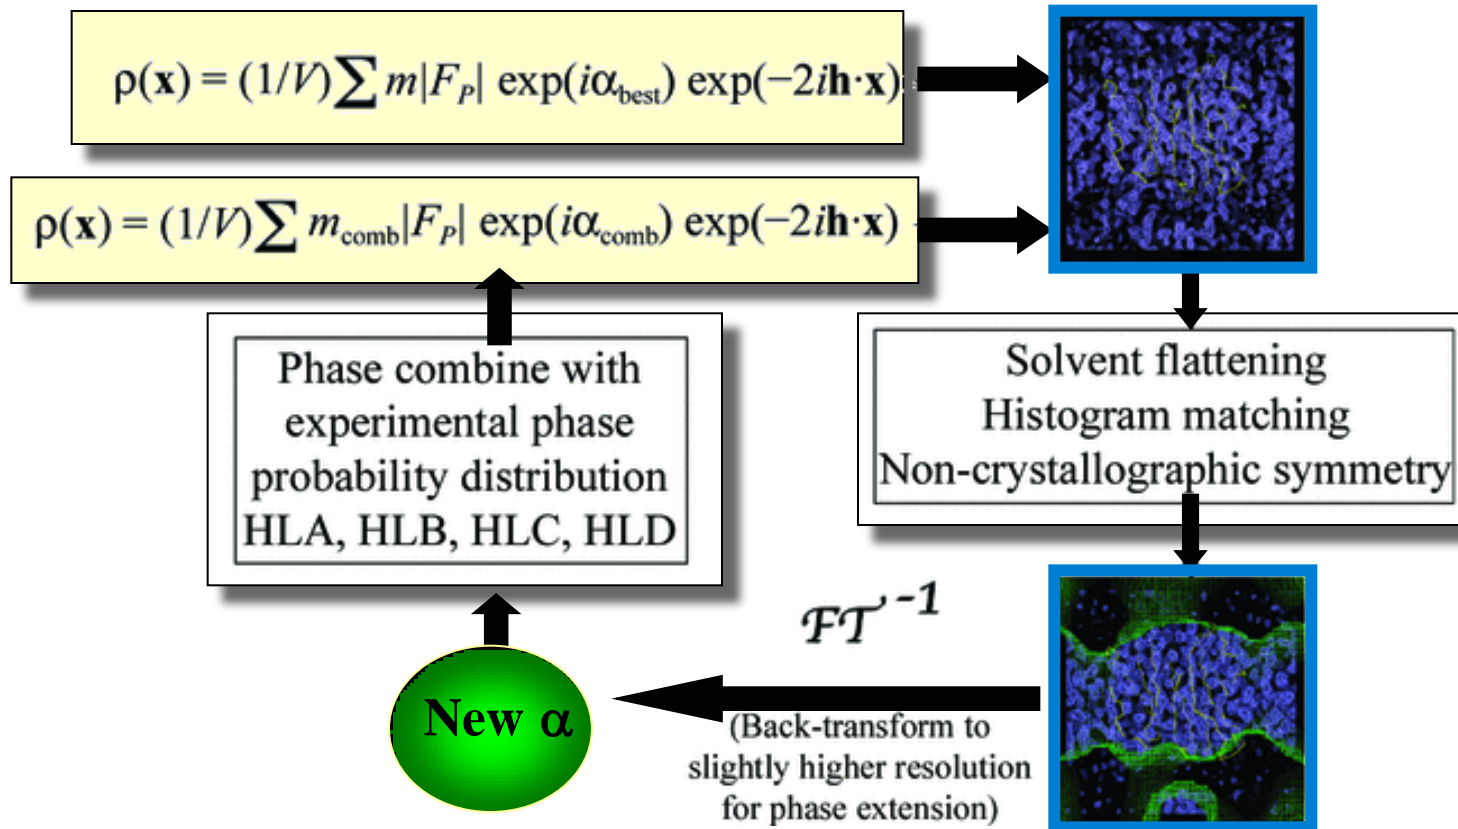 ρ(x) = (1/V)∑ m|F_P| exp(iα_best) exp(−2ih·x)
ρ(x) = (1/V)∑ m_comb|F_P| exp(iα_comb) exp(−2ih·x)
Phase combine with
experimental phase
probability distribution
HLA, HLB, HLC, HLD
Solvent flattening
Histogram matching
Non-crystallographic symmetry
FT⁻¹
New α
(Back-transform to
slightly higher resolution
for phase extension)